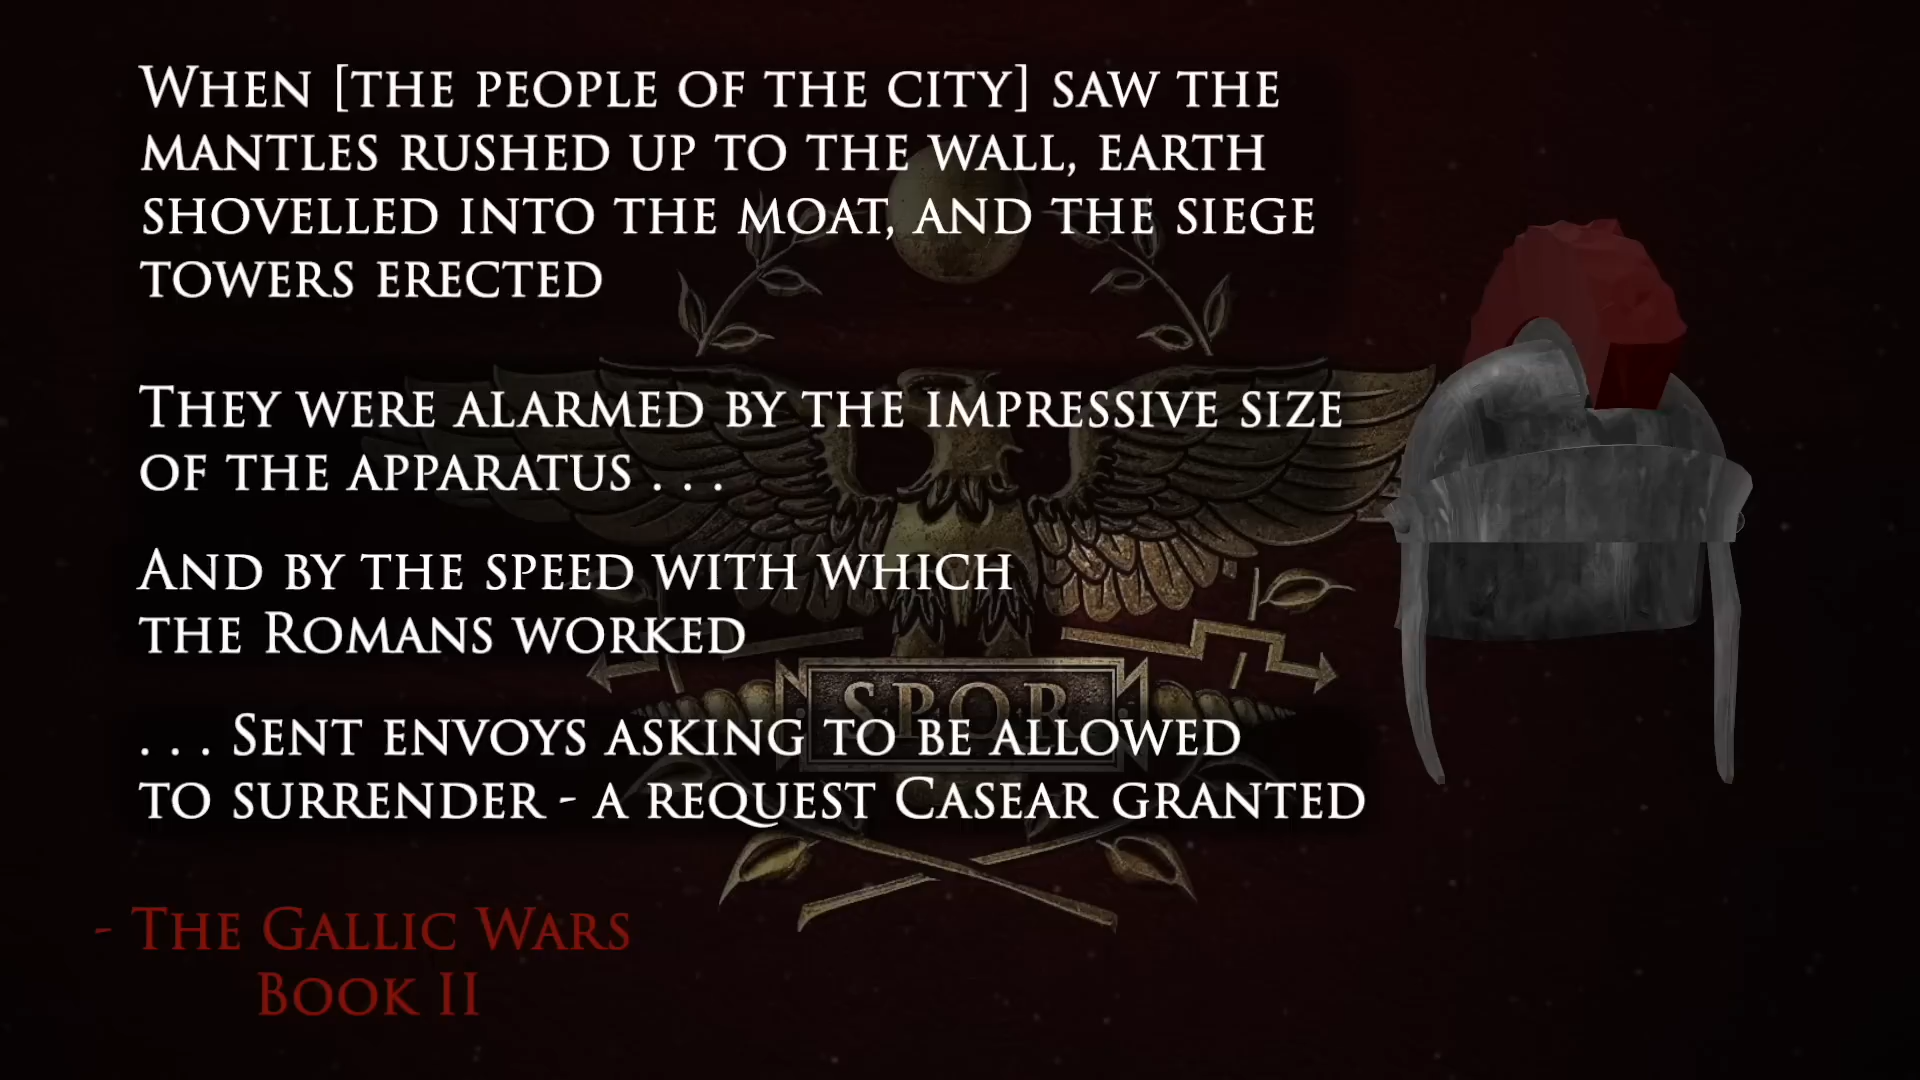 When [the people of the city] saw the
mantles rushed up to the wall, earth
shovelled into the moat, and the siege
towers erected
They were alarmed by the impressive size
of the apparatus . . .
And by the speed with which
the Romans worked
SPQR
. . . Sent envoys asking to be allowed
to surrender - a request Casear granted
- The Gallic Wars
Book II